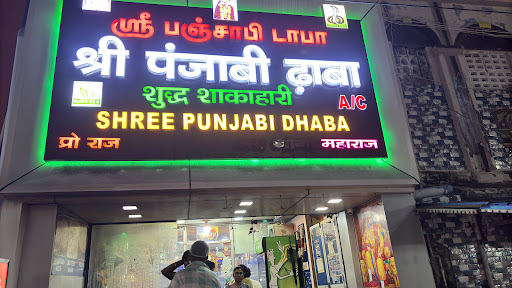 ஸ்ரீ பஞ்சாபி டாபா
श्री पंजाबी ढ़ाबा
शुद्ध शाकाहारी A/C
SHREE PUNJABI DHABA
प्रो राज महाराज